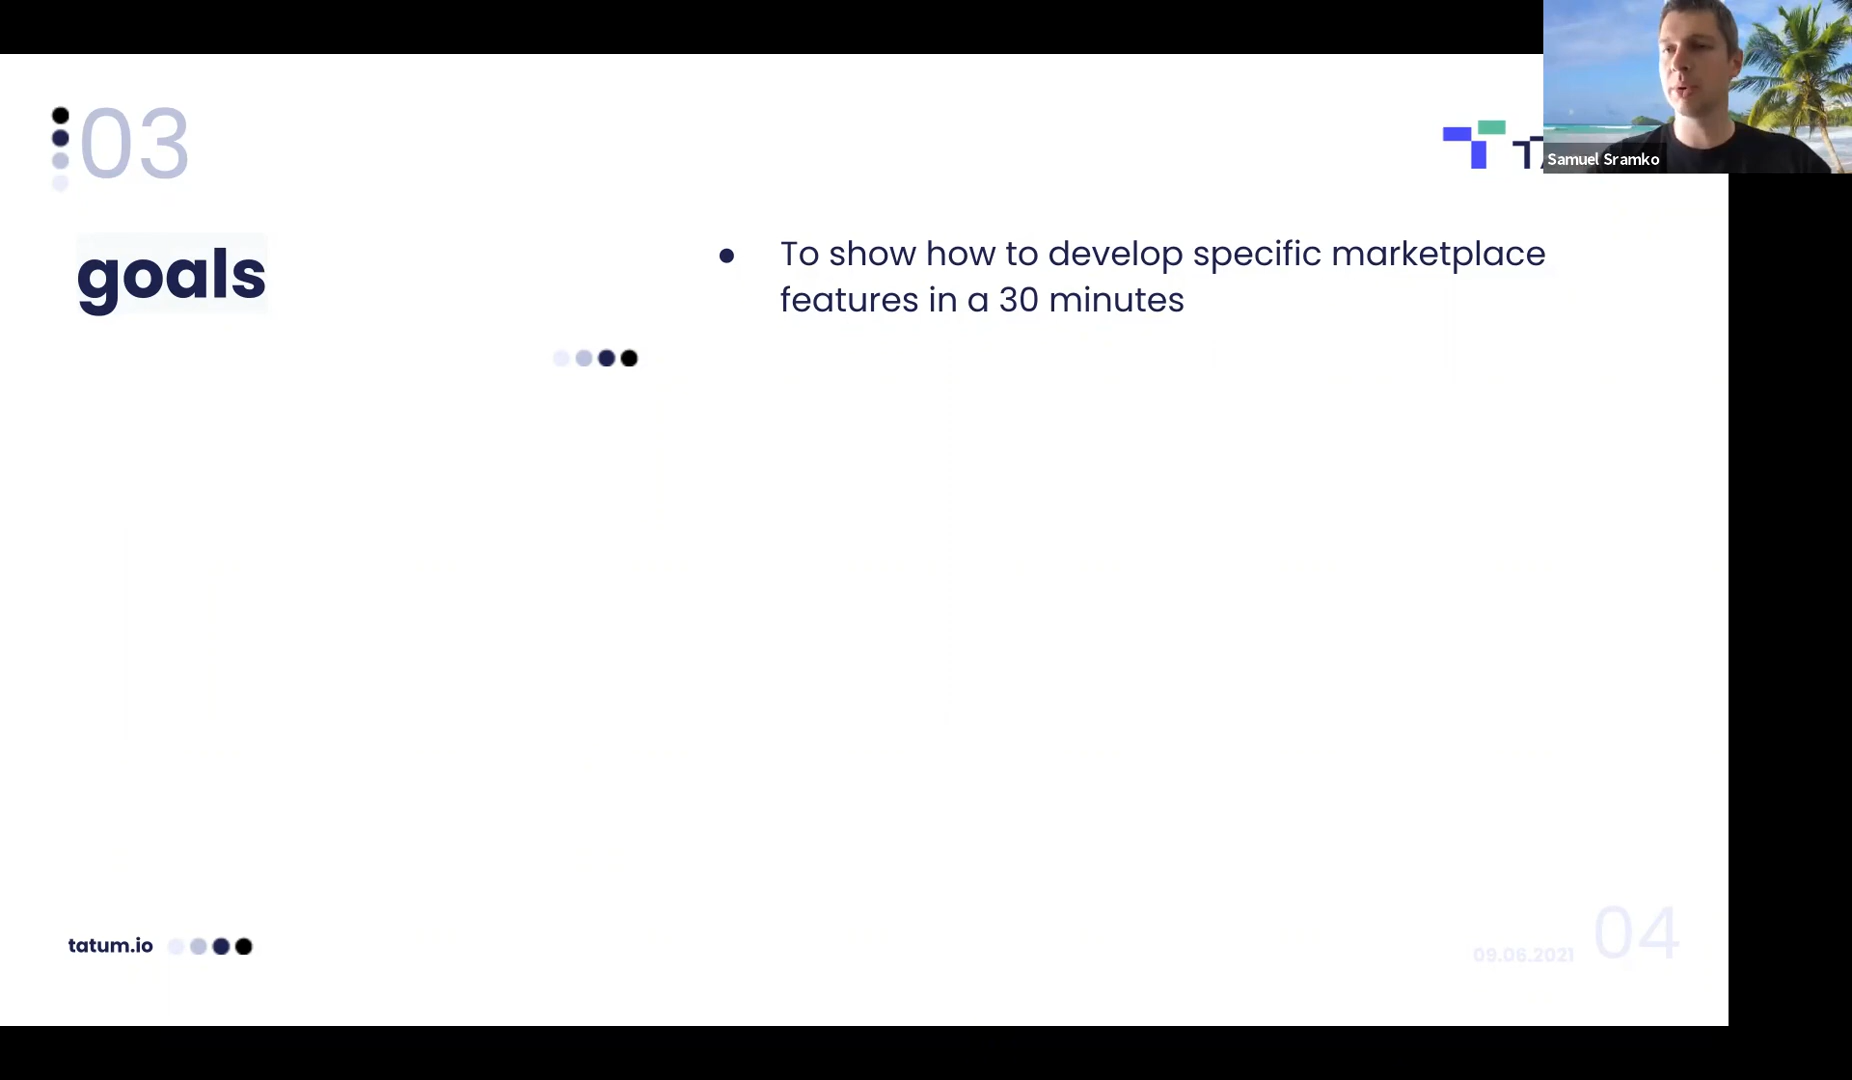 03
Samuel Sramko
goals
● To show how to develop specific marketplace
features in a 30 minutes
tatum.io
09.06.2021
04